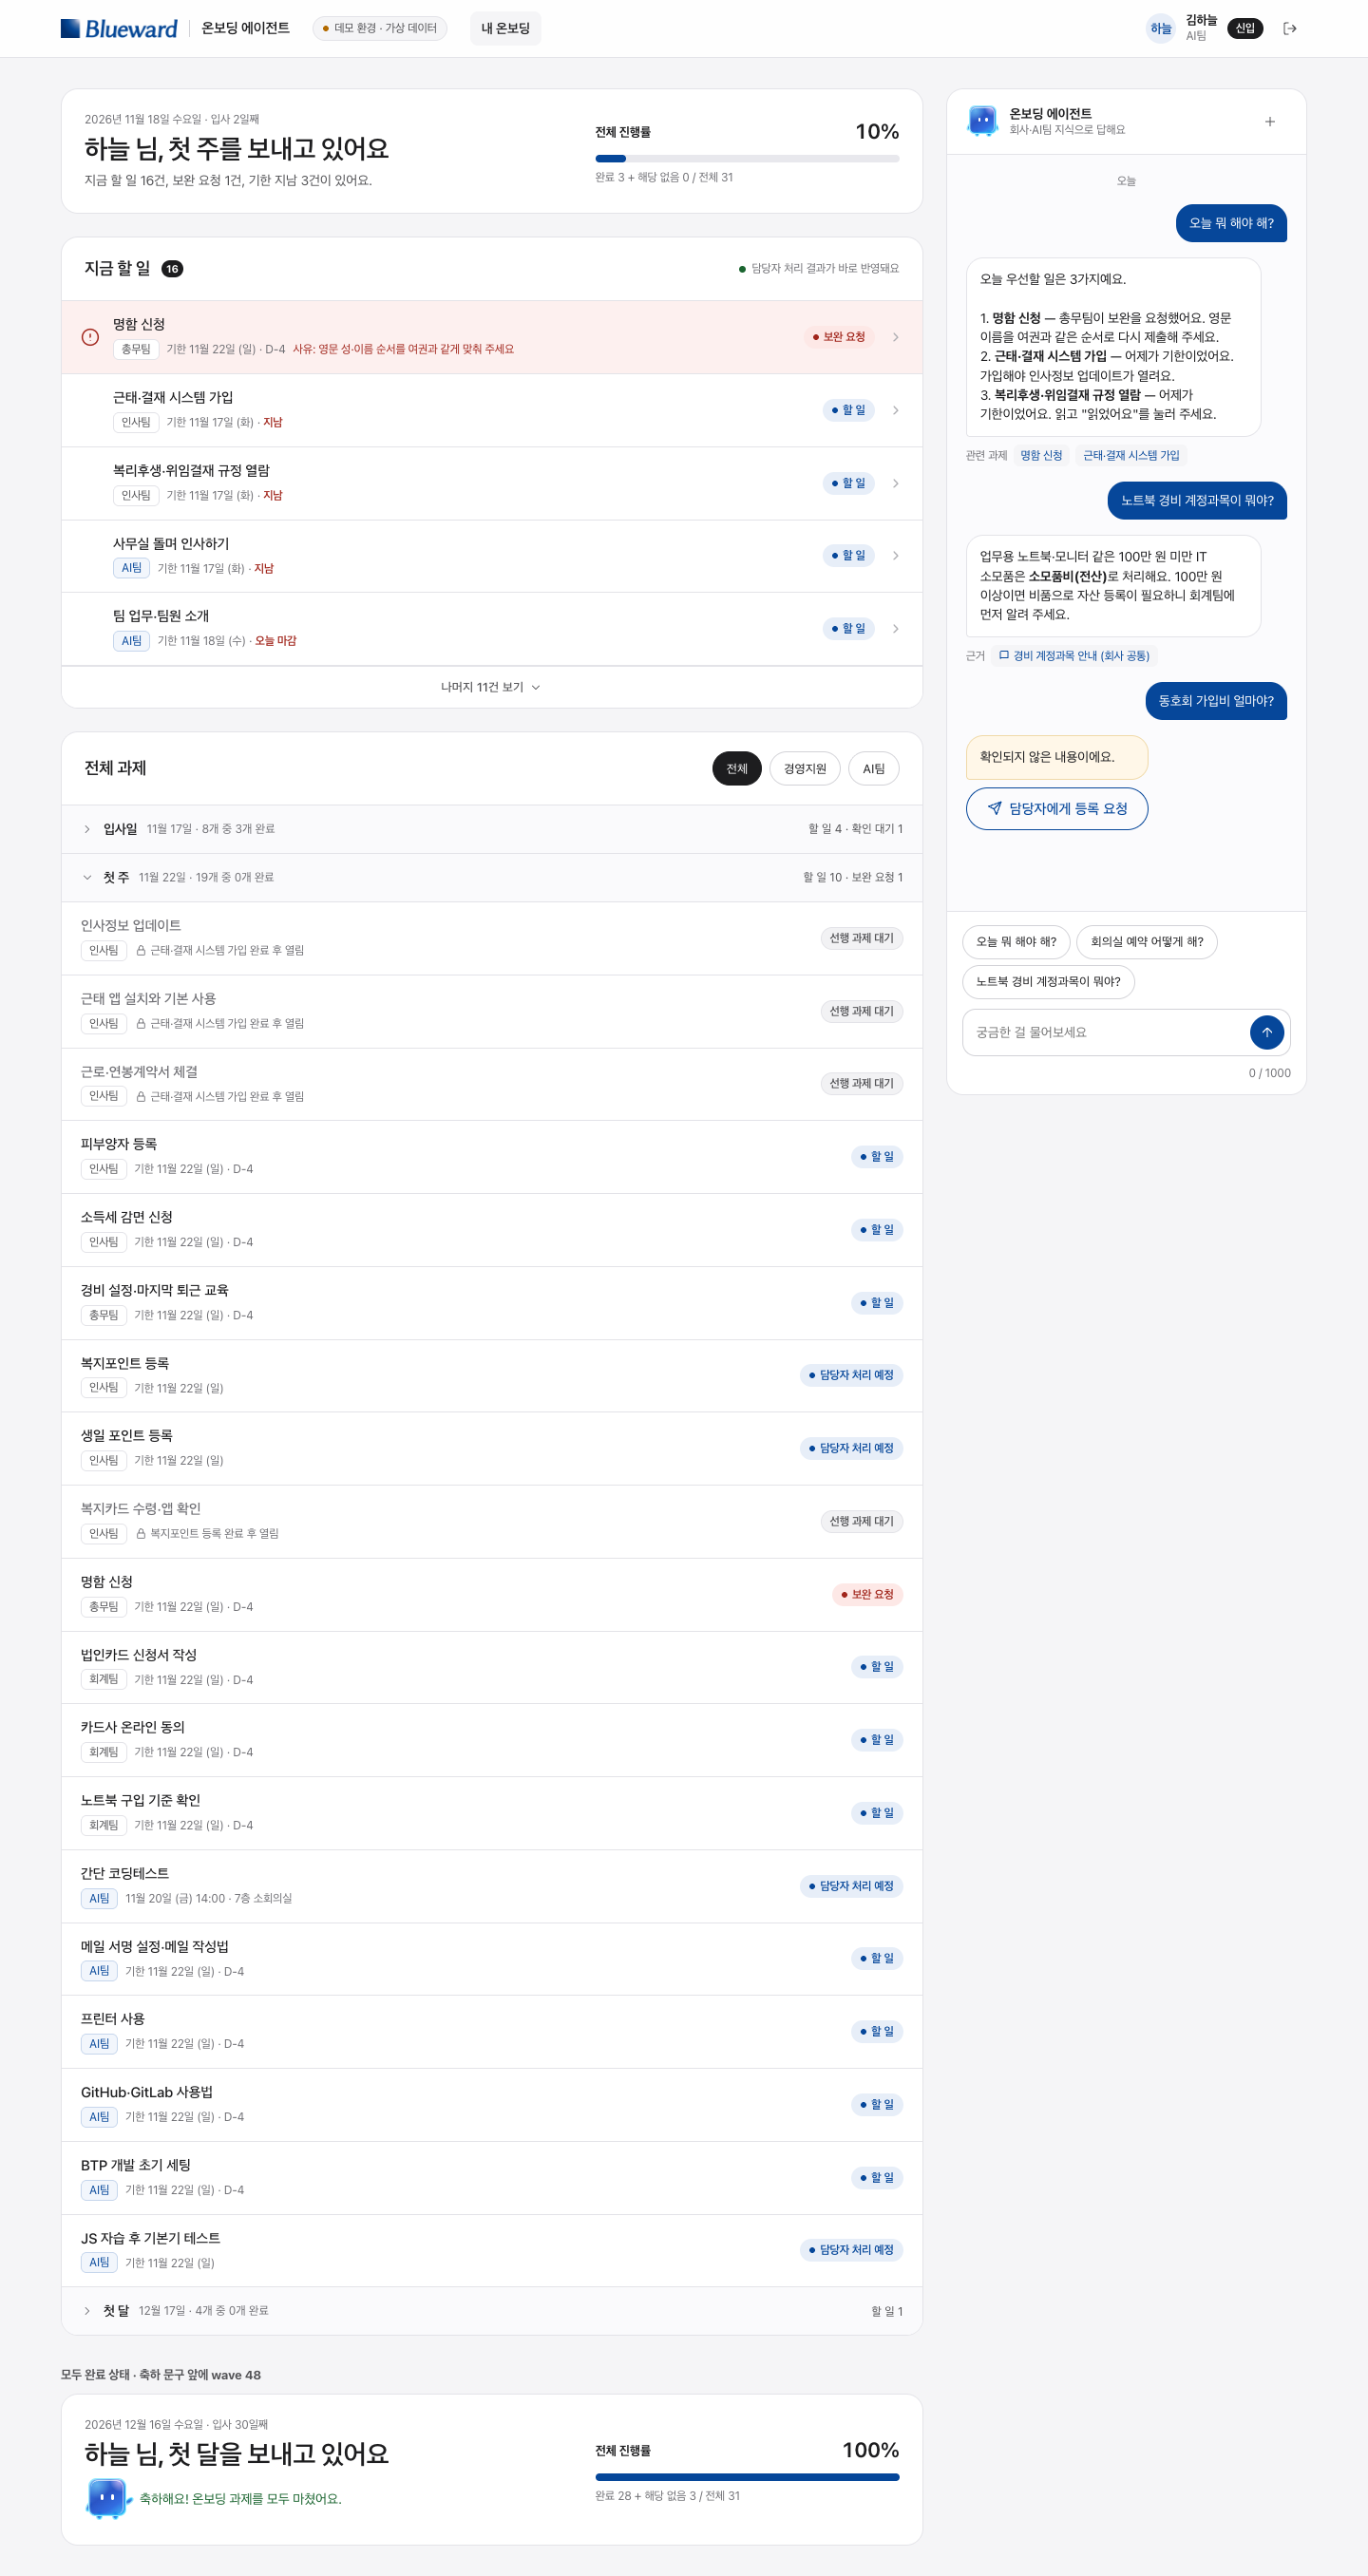 Blueward
온보딩 에이전트
데모 환경 · 가상 데이터
내 온보딩
하늘
김하늘
AI팀
신입
2026년 11월 18일 수요일 · 입사 2일째
하늘 님, 첫 주를 보내고 있어요
지금 할 일 16건, 보완 요청 1건, 기한 지남 3건이 있어요.
전체 진행률
10%
완료 3 + 해당 없음 0 / 전체 31
지금 할 일 16
담당자 처리 결과가 바로 반영돼요
명함 신청
총무팀 기한 11월 22일 (일) · D-4 사유: 영문 성·이름 순서를 여권과 같게 맞춰 주세요
보완 요청
근태·결재 시스템 가입
인사팀 기한 11월 17일 (화) · 지남
할 일
복리후생·위임결재 규정 열람
인사팀 기한 11월 17일 (화) · 지남
할 일
사무실 돌며 인사하기
AI팀 기한 11월 17일 (화) · 지남
할 일
팀 업무·팀원 소개
AI팀 기한 11월 18일 (수) · 오늘 마감
할 일
나머지 11건 보기
전체 과제
전체
경영지원
AI팀
입사일 11월 17일 · 8개 중 3개 완료
할 일 4 · 확인 대기 1
첫 주 11월 22일 · 19개 중 0개 완료
할 일 10 · 보완 요청 1
인사정보 업데이트
인사팀 근태·결재 시스템 가입 완료 후 열림
선행 과제 대기
근태 앱 설치와 기본 사용
인사팀 근태·결재 시스템 가입 완료 후 열림
선행 과제 대기
근로·연봉계약서 체결
인사팀 근태·결재 시스템 가입 완료 후 열림
선행 과제 대기
피부양자 등록
인사팀 기한 11월 22일 (일) · D-4
할 일
소득세 감면 신청
인사팀 기한 11월 22일 (일) · D-4
할 일
경비 설정·마지막 퇴근 교육
총무팀 기한 11월 22일 (일) · D-4
할 일
복지포인트 등록
인사팀 기한 11월 22일 (일)
담당자 처리 예정
생일 포인트 등록
인사팀 기한 11월 22일 (일)
담당자 처리 예정
복지카드 수령·앱 확인
인사팀 복지포인트 등록 완료 후 열림
선행 과제 대기
명함 신청
총무팀 기한 11월 22일 (일) · D-4
보완 요청
법인카드 신청서 작성
회계팀 기한 11월 22일 (일) · D-4
할 일
카드사 온라인 동의
회계팀 기한 11월 22일 (일) · D-4
할 일
노트북 구입 기준 확인
회계팀 기한 11월 22일 (일) · D-4
할 일
간단 코딩테스트
AI팀 11월 20일 (금) 14:00 · 7층 소회의실
담당자 처리 예정
메일 서명 설정·메일 작성법
AI팀 기한 11월 22일 (일) · D-4
할 일
프린터 사용
AI팀 기한 11월 22일 (일) · D-4
할 일
GitHub·GitLab 사용법
AI팀 기한 11월 22일 (일) · D-4
할 일
BTP 개발 초기 세팅
AI팀 기한 11월 22일 (일) · D-4
할 일
JS 자습 후 기본기 테스트
AI팀 기한 11월 22일 (일)
담당자 처리 예정
첫 달 12월 17일 · 4개 중 0개 완료
할 일 1
모두 완료 상태 · 축하 문구 앞에 wave 48
2026년 12월 16일 수요일 · 입사 30일째
하늘 님, 첫 달을 보내고 있어요
축하해요! 온보딩 과제를 모두 마쳤어요.
전체 진행률
100%
완료 28 + 해당 없음 3 / 전체 31
온보딩 에이전트
회사·AI팀 지식으로 답해요
오늘
오늘 뭐 해야 해?
오늘 우선할 일은 3가지예요.
1. 명함 신청 — 총무팀이 보완을 요청했어요. 영문
이름을 여권과 같은 순서로 다시 제출해 주세요.
2. 근태·결재 시스템 가입 — 어제가 기한이었어요.
가입해야 인사정보 업데이트가 열려요.
3. 복리후생·위임결재 규정 열람 — 어제가
기한이었어요. 읽고 "읽었어요"를 눌러 주세요.
관련 과제 명함 신청 근태·결재 시스템 가입
노트북 경비 계정과목이 뭐야?
업무용 노트북·모니터 같은 100만 원 미만 IT
소모품은 소모품비(전산)로 처리해요. 100만 원
이상이면 비품으로 자산 등록이 필요하니 회계팀에
먼저 알려 주세요.
근거 경비 계정과목 안내 (회사 공통)
동호회 가입비 얼마야?
확인되지 않은 내용이에요.
담당자에게 등록 요청
오늘 뭐 해야 해?
회의실 예약 어떻게 해?
노트북 경비 계정과목이 뭐야?
궁금한 걸 물어보세요
0 / 1000